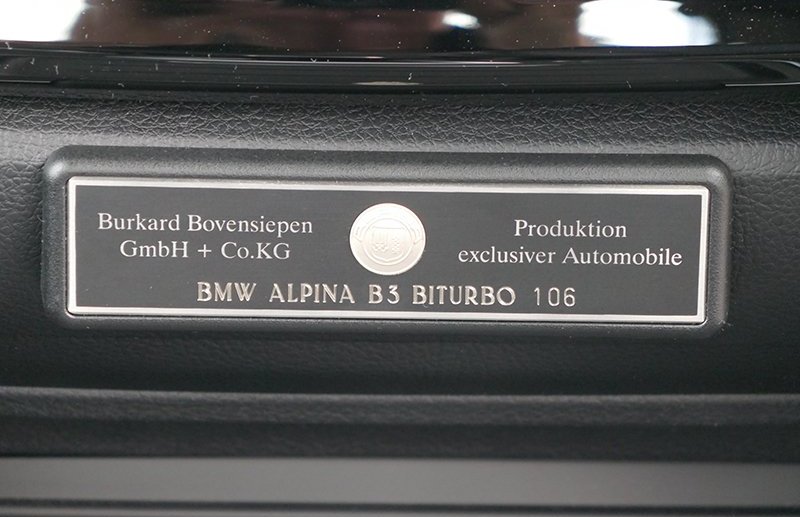 Burkard Bovensiepen
GmbH + Co.KG
Produktion
exclusiver Automobile
BMW ALPINA B3 BITURBO 106